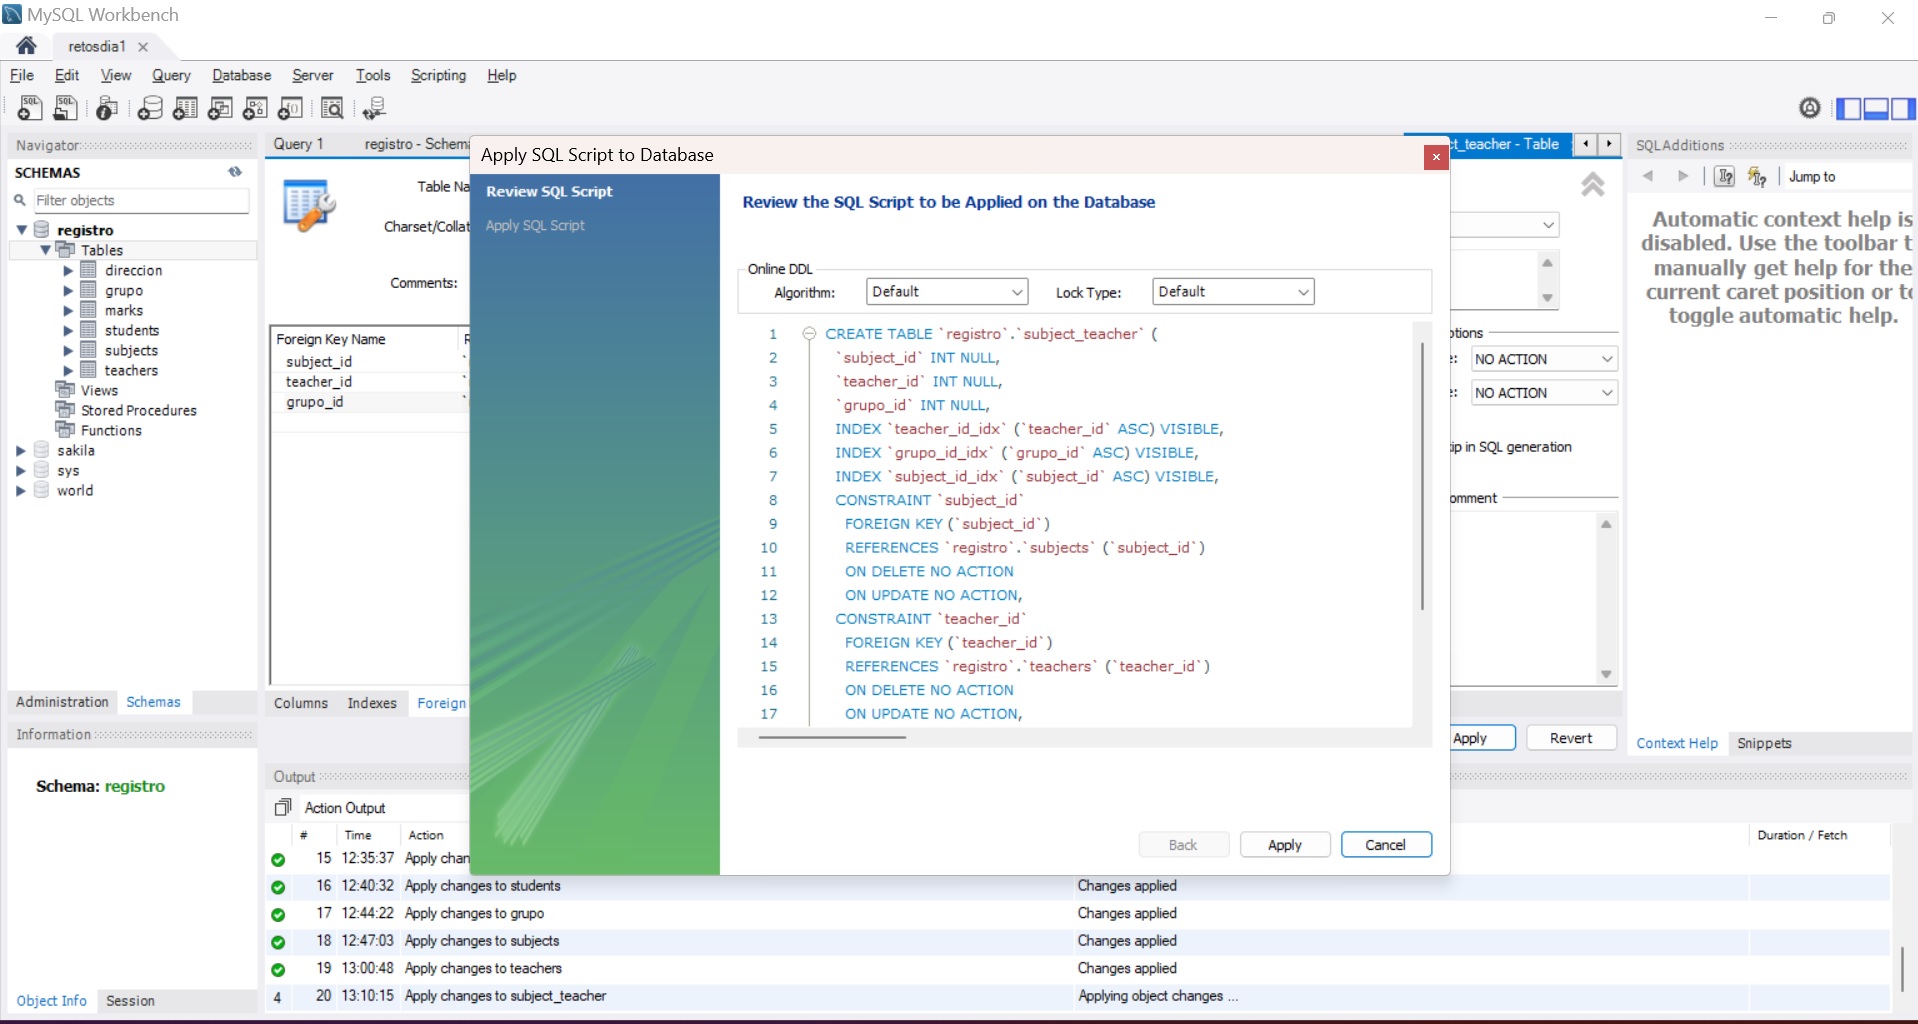 MySQL Workbench
retosdia1
File Edit View Query Database Server Tools Scripting Help
Navigator
SCHEMAS
Filter objects
registro
Tables
direccion
grupo
marks
students
subjects
teachers
Views
Stored Procedures
Functions
sakila
sys
world
Administration Schemas
Information
Schema: registro
Object Info Session
Query 1 registro - Schem
Table Na
Charset/Collat
Comments:
Foreign Key Name
subject_id
teacher_id
grupo_id
Columns Indexes Foreign
Apply SQL Script to Database
Review SQL Script
Apply SQL Script
Review the SQL Script to be Applied on the Database
Online DDL
Algorithm: Default Lock Type: Default
1 CREATE TABLE `registro`.`subject_teacher` (
2 `subject_id` INT NULL,
3 `teacher_id` INT NULL,
4 `grupo_id` INT NULL,
5 INDEX `teacher_id_idx` (`teacher_id` ASC) VISIBLE,
6 INDEX `grupo_id_idx` (`grupo_id` ASC) VISIBLE,
7 INDEX `subject_id_idx` (`subject_id` ASC) VISIBLE,
8 CONSTRAINT `subject_id`
9 FOREIGN KEY (`subject_id`)
10 REFERENCES `registro`.`subjects` (`subject_id`)
11 ON DELETE NO ACTION
12 ON UPDATE NO ACTION,
13 CONSTRAINT `teacher_id`
14 FOREIGN KEY (`teacher_id`)
15 REFERENCES `registro`.`teachers` (`teacher_id`)
16 ON DELETE NO ACTION
17 ON UPDATE NO ACTION,
Back Apply Cancel
ct_teacher - Table
ptions
NO ACTION
NO ACTION
ip in SQL generation
omment
Apply Revert
SQLAdditions
Jump to
Automatic context help is
disabled. Use the toolbar t
manually get help for the
current caret position or to
toggle automatic help.
Context Help Snippets
Output
Action Output
# Time Action Duration / Fetch
15 12:35:37 Apply chan
16 12:40:32 Apply changes to students Changes applied
17 12:44:22 Apply changes to grupo Changes applied
18 12:47:03 Apply changes to subjects Changes applied
19 13:00:48 Apply changes to teachers Changes applied
4 20 13:10:15 Apply changes to subject_teacher Applying object changes ...